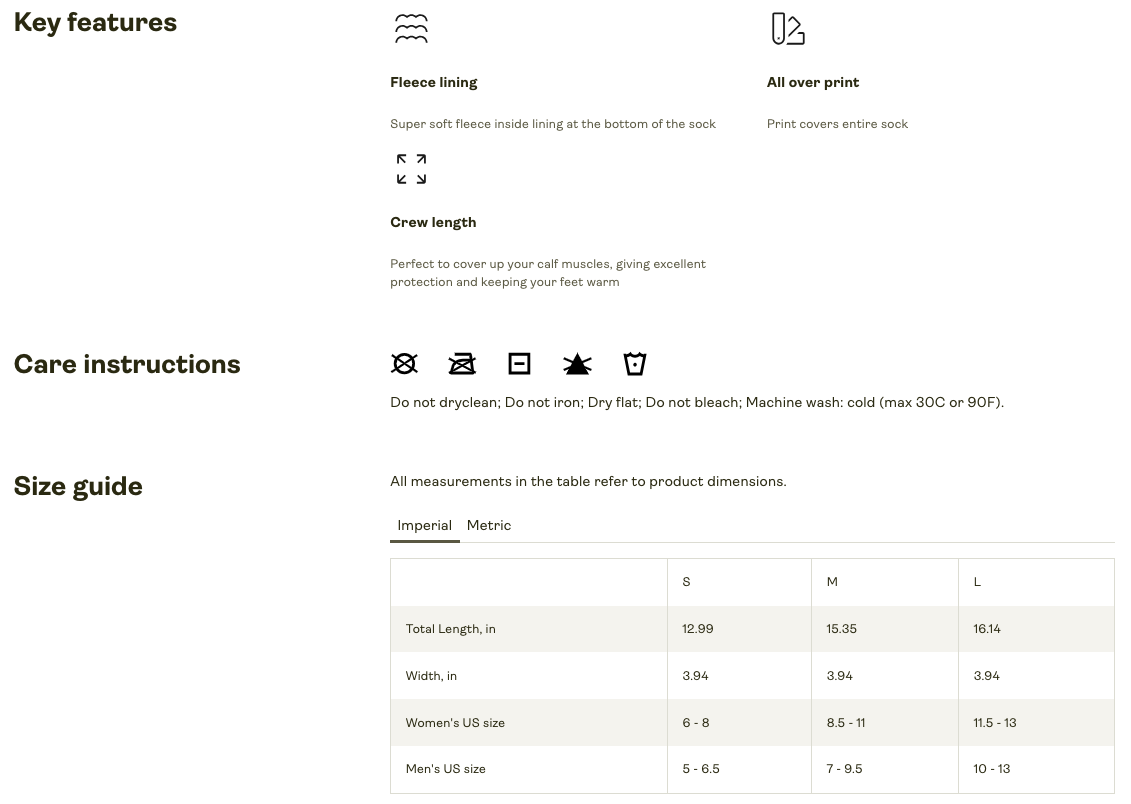 Key features
Fleece lining
Super soft fleece inside lining at the bottom of the sock
All over print
Print covers entire sock
Crew length
Perfect to cover up your calf muscles, giving excellent
protection and keeping your feet warm
Care instructions
Do not dryclean; Do not iron; Dry flat; Do not bleach; Machine wash: cold (max 30C or 90F).
Size guide
All measurements in the table refer to product dimensions.
Imperial Metric
S M L
Total Length, in 12.99 15.35 16.14
Width, in 3.94 3.94 3.94
Women's US size 6 - 8 8.5 - 11 11.5 - 13
Men's US size 5 - 6.5 7 - 9.5 10 - 13